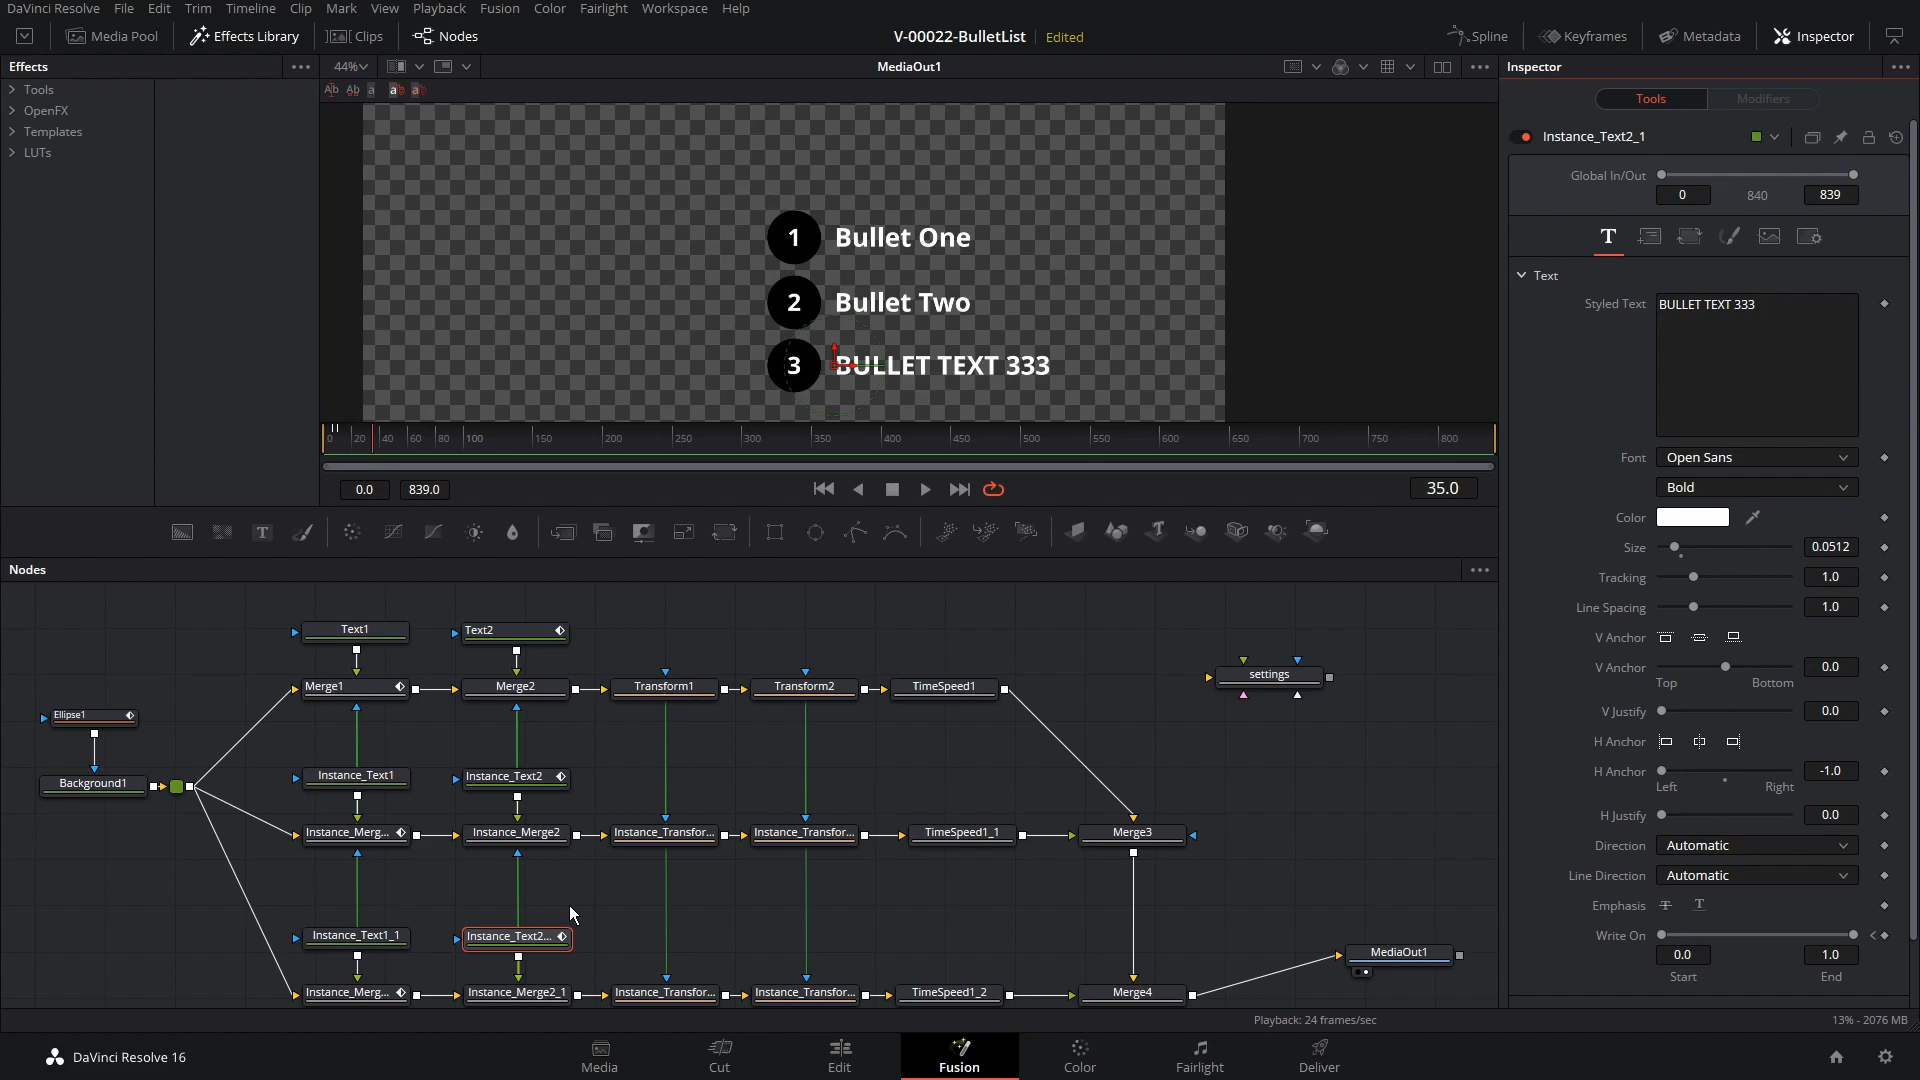 DaVinci Resolve File Edit Trim Timeline Clip Mark View Playback Fusion Color Fairlight Workspace Help
Media Pool Effects Library Clips Nodes V-00022-BulletList Edited Spline Keyframes Metadata Inspector
Effects 44% MediaOut1 Inspector
Tools
OpenFX
Templates
LUTs
1 Bullet One
2 Bullet Two
3 BULLET TEXT 333
0 20 40 60 80 100 150 200 250 300 350 400 450 500 550 600 650 700 750 800
0.0 839.0 35.0
Nodes
Text1 Text2
Merge1 Merge2 Transform1 Transform2 TimeSpeed1 settings
Ellipse1
Background1 Instance_Text1 Instance_Text2
Instance_Merg... Instance_Merge2 Instance_Transfor... Instance_Transfor... TimeSpeed1_1 Merge3
Instance_Text1_1 Instance_Text2...
MediaOut1
Instance_Merg... Instance_Merge2_1 Instance_Transfor... Instance_Transfor... TimeSpeed1_2 Merge4
Tools Modifiers
Instance_Text2_1
Global In/Out
0 840 839
T
Text
Styled Text BULLET TEXT 333
Font Open Sans
Bold
Color
Size 0.0512
Tracking 1.0
Line Spacing 1.0
V Anchor
V Anchor 0.0
Top Bottom
V Justify 0.0
H Anchor
H Anchor -1.0
Left Right
H Justify 0.0
Direction Automatic
Line Direction Automatic
Emphasis
Write On
0.0 1.0
Start End
Playback: 24 frames/sec 13% - 2076 MB
DaVinci Resolve 16 Media Cut Edit Fusion Color Fairlight Deliver